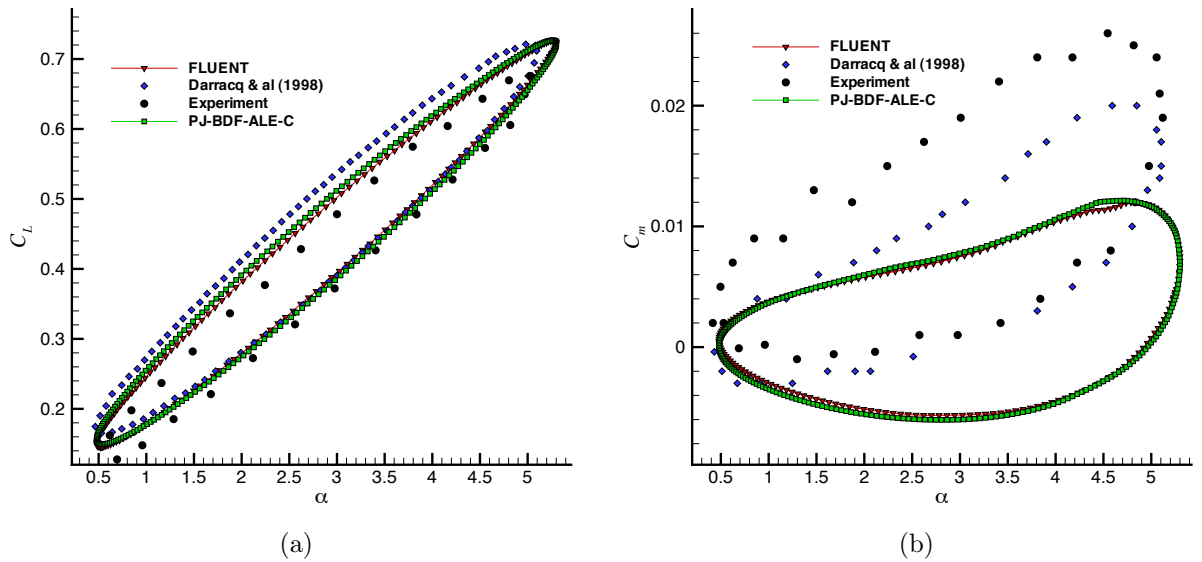 FLUENT
Darracq & al (1998)
Experiment
PJ-BDF-ALE-C
C_L
0.7
0.6
0.5
0.4
0.3
0.2
0.5 1 1.5 2 2.5 3 3.5 4 4.5 5
α
(a)
FLUENT
Darracq & al (1998)
Experiment
PJ-BDF-ALE-C
C_m
0.02
0.01
0
0.5 1 1.5 2 2.5 3 3.5 4 4.5 5
α
(b)